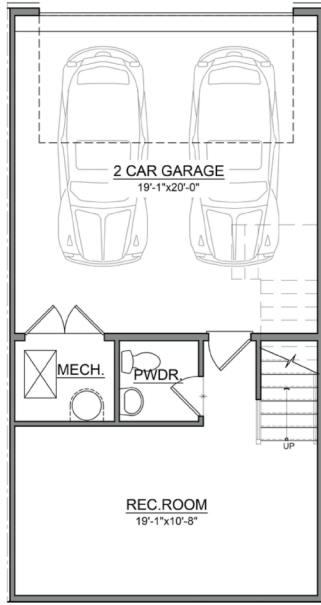 2 CAR GARAGE
19'-1"x20'-0"
MECH.
PWDR.
UP
REC.ROOM
19'-1"x10'-8"